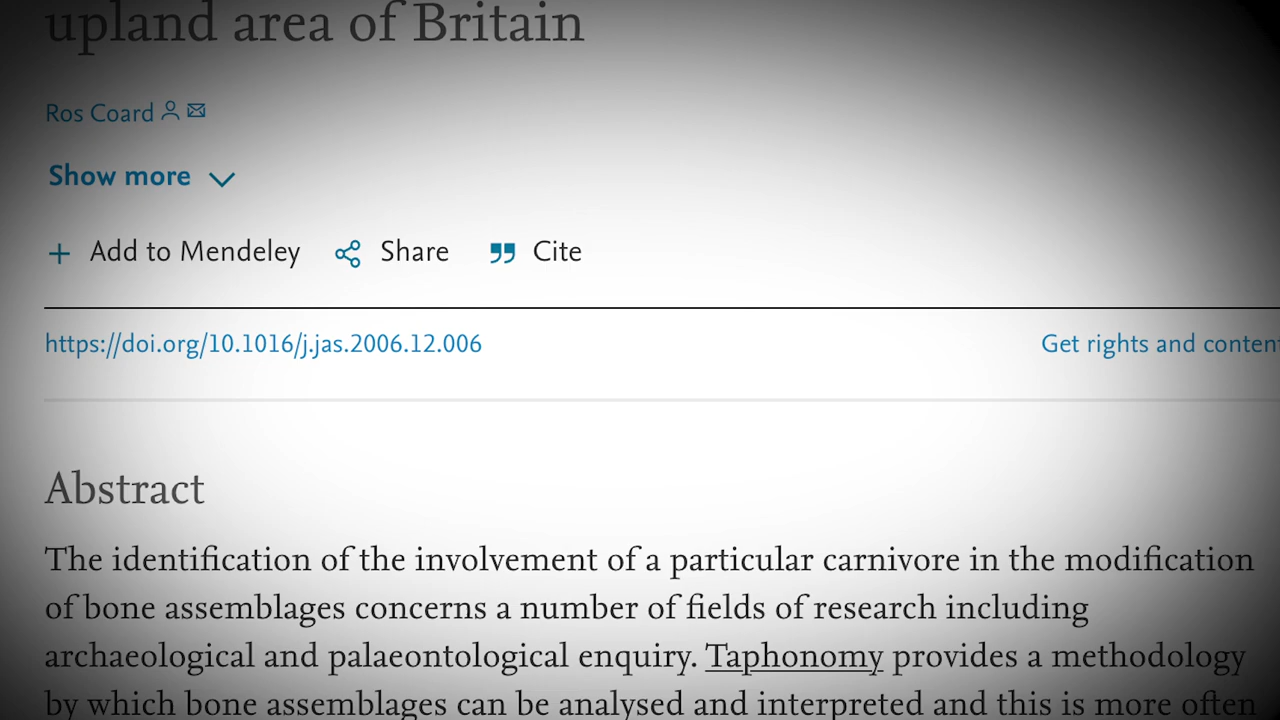 upland area of Britain
Ros Coard
Show more
Add to Mendeley Share Cite
https://doi.org/10.1016/j.jas.2006.12.006
Get rights and content
Abstract
The identification of the involvement of a particular carnivore in the modification
of bone assemblages concerns a number of fields of research including
archaeological and palaeontological enquiry. Taphonomy provides a methodology
by which bone assemblages can be analysed and interpreted and this is more often